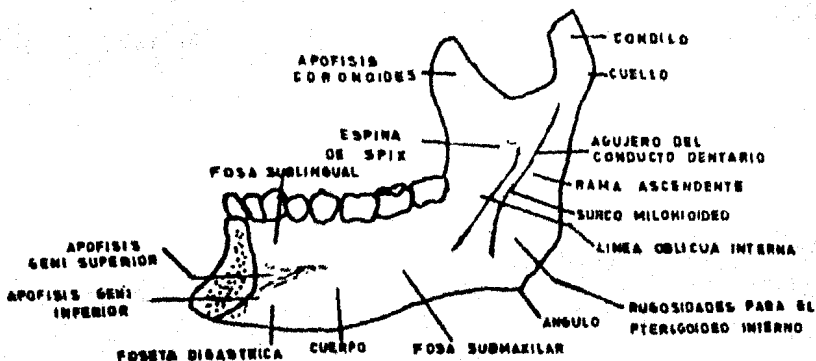 CONDILO
APOFISIS
CORONOIDES
CUELLO
ESPINA
DE SPIX
AGUJERO DEL
CONDUCTO DENTARIO
FOSA SUBLINGUAL
RAMA ASCENDENTE
SURCO MILOHIOIDEO
LINEA OBLICUA INTERNA
APOFISIS
GENI SUPERIOR
APOFISIS GENI
INFERIOR
RUGOSIDADES PARA EL
PTERIGOIDEO INTERNO
ANGULO
FOSETA DIGASTRICA
CUERPO
FOSA SUBMAXILAR